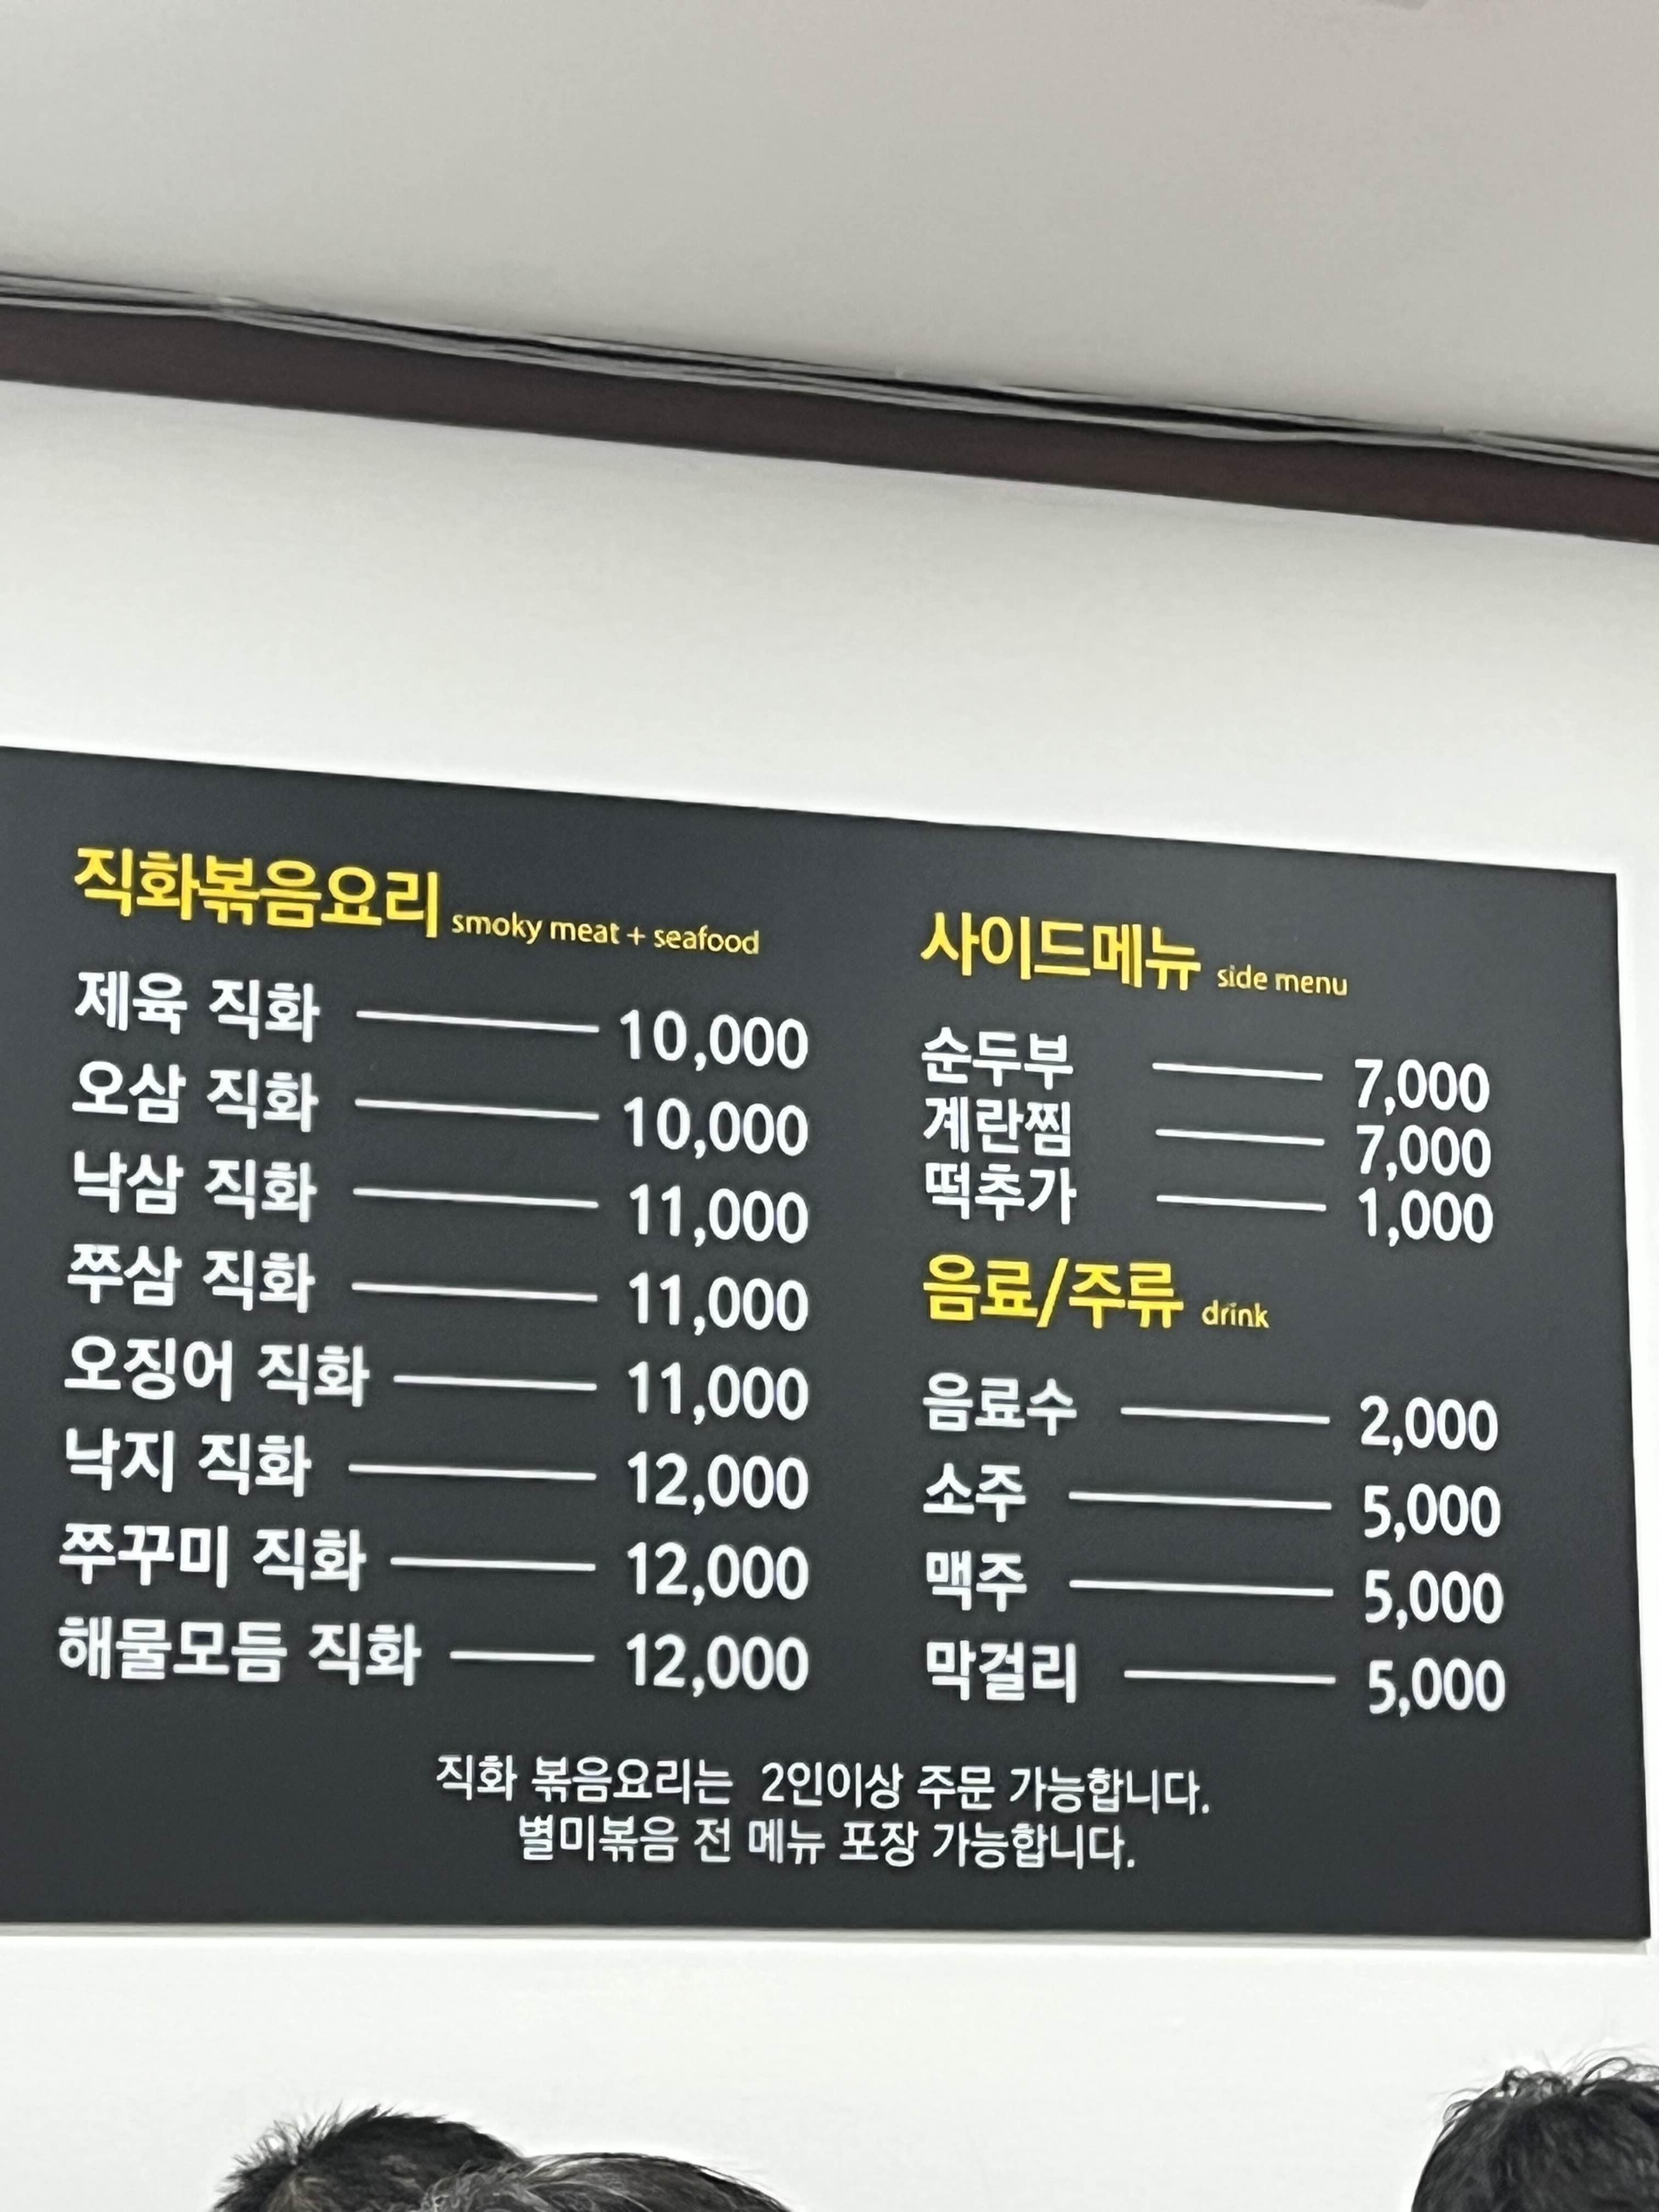 직화볶음요리 smoky meat + seafood
제육 직화 10,000
오삼 직화 10,000
낙삼 직화 11,000
쭈삼 직화 11,000
오징어 직화 11,000
낙지 직화 12,000
쭈꾸미 직화 12,000
해물모듬 직화 12,000
사이드메뉴 side menu
순두부 7,000
계란찜 7,000
떡추가 1,000
음료/주류 drink
음료수 2,000
소주 5,000
맥주 5,000
막걸리 5,000
직화 볶음요리는 2인이상 주문 가능합니다.
별미볶음 전 메뉴 포장 가능합니다.